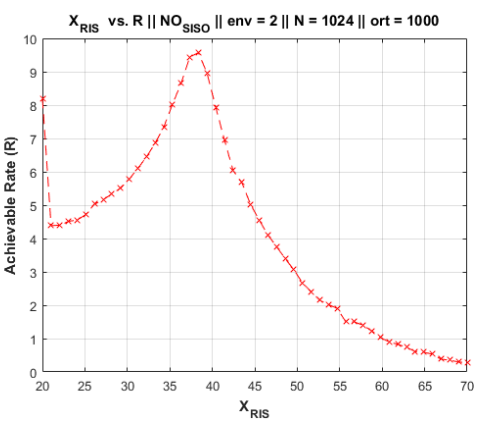 X_RIS vs. R || NO_SISO || env = 2 || N = 1024 || ort = 1000
10
9
8
7
6
5
4
3
2
1
0
Achievable Rate (R)
20 25 30 35 40 45 50 55 60 65 70
X_RIS